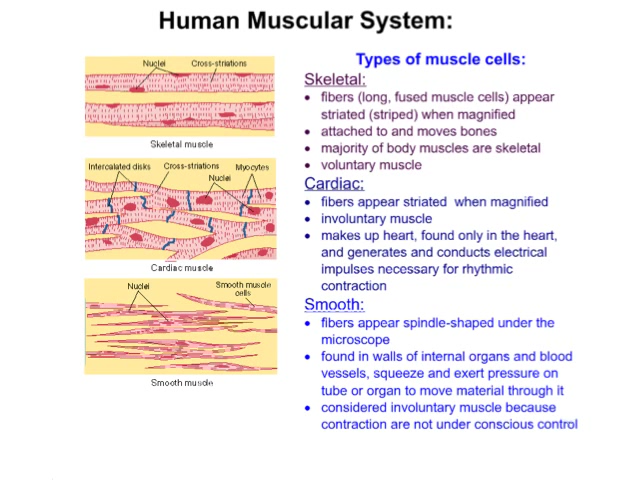 Human Muscular System:
Nuclei
Cross-striations
Skeletal muscle
Intercalated disks
Cross-striations
Myocytes
Nuclei
Cardiac muscle
Nuclei
Smooth muscle
cells
Smooth muscle
Types of muscle cells:
Skeletal:
• fibers (long, fused muscle cells) appear
striated (striped) when magnified
• attached to and moves bones
• majority of body muscles are skeletal
• voluntary muscle
Cardiac:
• fibers appear striated when magnified
• involuntary muscle
• makes up heart, found only in the heart,
and generates and conducts electrical
impulses necessary for rhythmic
contraction
Smooth:
• fibers appear spindle-shaped under the
microscope
• found in walls of internal organs and blood
vessels, squeeze and exert pressure on
tube or organ to move material through it
• considered involuntary muscle because
contraction are not under conscious control